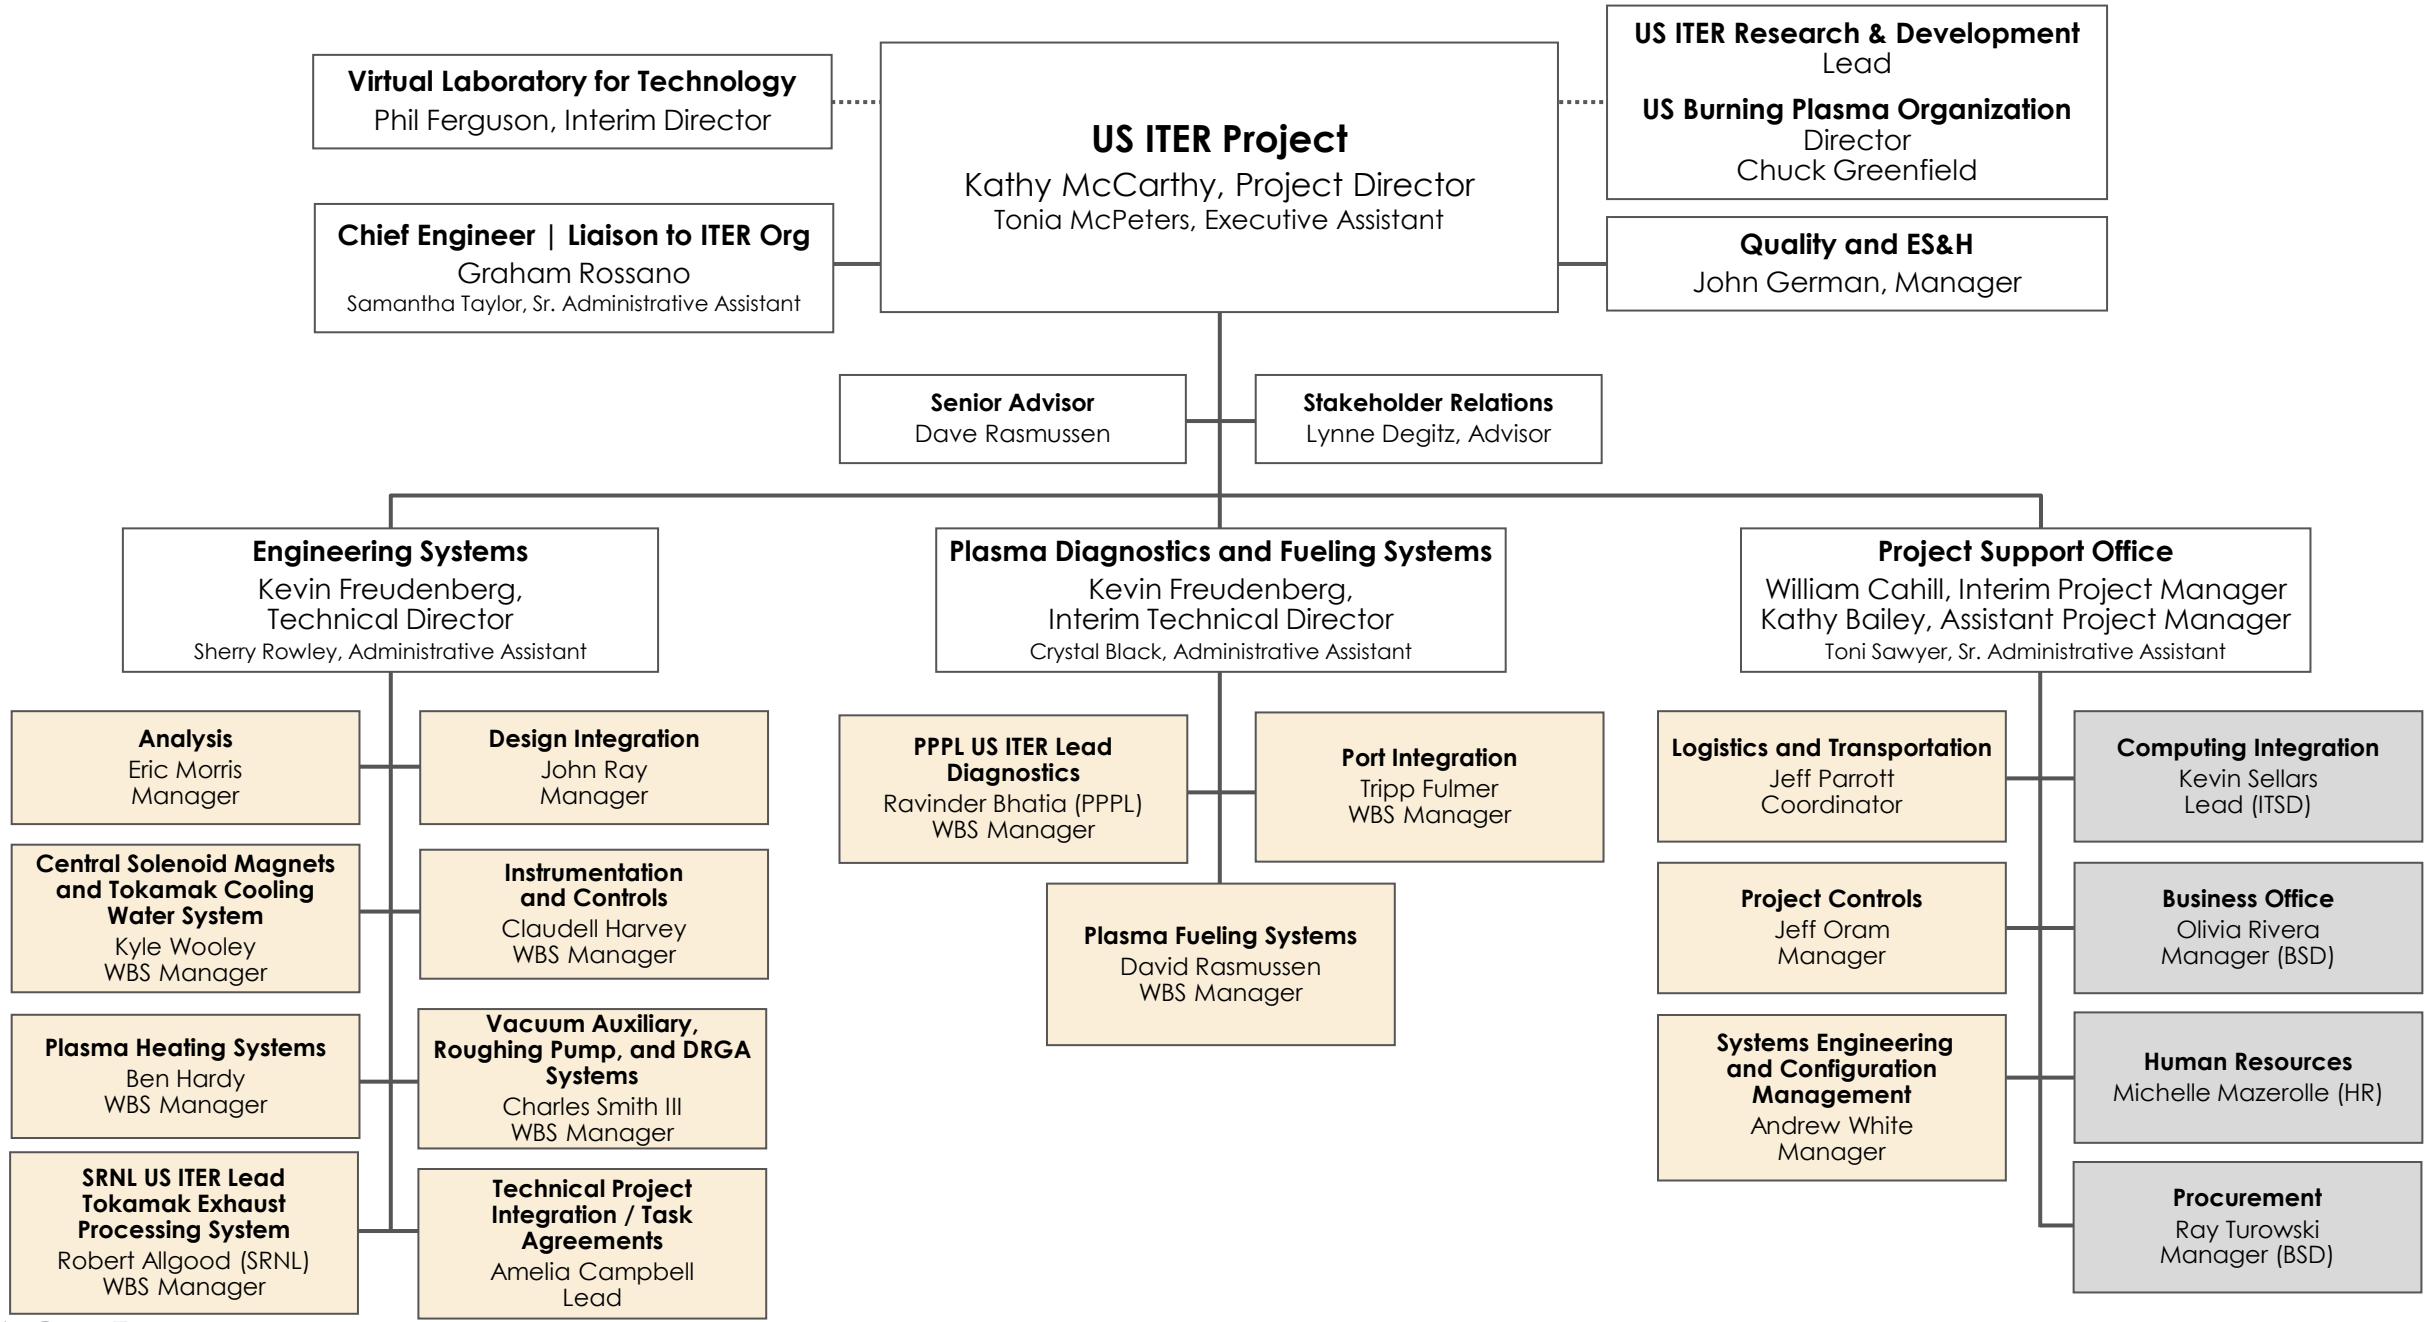 Virtual Laboratory for Technology
Phil Ferguson, Interim Director
Chief Engineer | Liaison to ITER Org
Graham Rossano
Samantha Taylor, Sr. Administrative Assistant
US ITER Project
Kathy McCarthy, Project Director
Tonia McPeters, Executive Assistant
US ITER Research & Development
Lead
US Burning Plasma Organization
Director
Chuck Greenfield
Quality and ES&H
John German, Manager
Senior Advisor
Dave Rasmussen
Stakeholder Relations
Lynne Degitz, Advisor
Engineering Systems
Kevin Freudenberg,
Technical Director
Sherry Rowley, Administrative Assistant
Analysis
Eric Morris
Manager
Design Integration
John Ray
Manager
Central Solenoid Magnets
and Tokamak Cooling
Water System
Kyle Wooley
WBS Manager
Instrumentation
and Controls
Claudell Harvey
WBS Manager
Plasma Heating Systems
Ben Hardy
WBS Manager
Vacuum Auxiliary,
Roughing Pump, and DRGA
Systems
Charles Smith III
WBS Manager
SRNL US ITER Lead
Tokamak Exhaust
Processing System
Robert Allgood (SRNL)
WBS Manager
Technical Project
Integration / Task
Agreements
Amelia Campbell
Lead
Plasma Diagnostics and Fueling Systems
Kevin Freudenberg,
Interim Technical Director
Crystal Black, Administrative Assistant
PPPL US ITER Lead
Diagnostics
Ravinder Bhatia (PPPL)
WBS Manager
Port Integration
Tripp Fulmer
WBS Manager
Plasma Fueling Systems
David Rasmussen
WBS Manager
Project Support Office
William Cahill, Interim Project Manager
Kathy Bailey, Assistant Project Manager
Toni Sawyer, Sr. Administrative Assistant
Logistics and Transportation
Jeff Parrott
Coordinator
Computing Integration
Kevin Sellars
Lead (ITSD)
Project Controls
Jeff Oram
Manager
Business Office
Olivia Rivera
Manager (BSD)
Systems Engineering
and Configuration
Management
Andrew White
Manager
Human Resources
Michelle Mazerolle (HR)
Procurement
Ray Turowski
Manager (BSD)